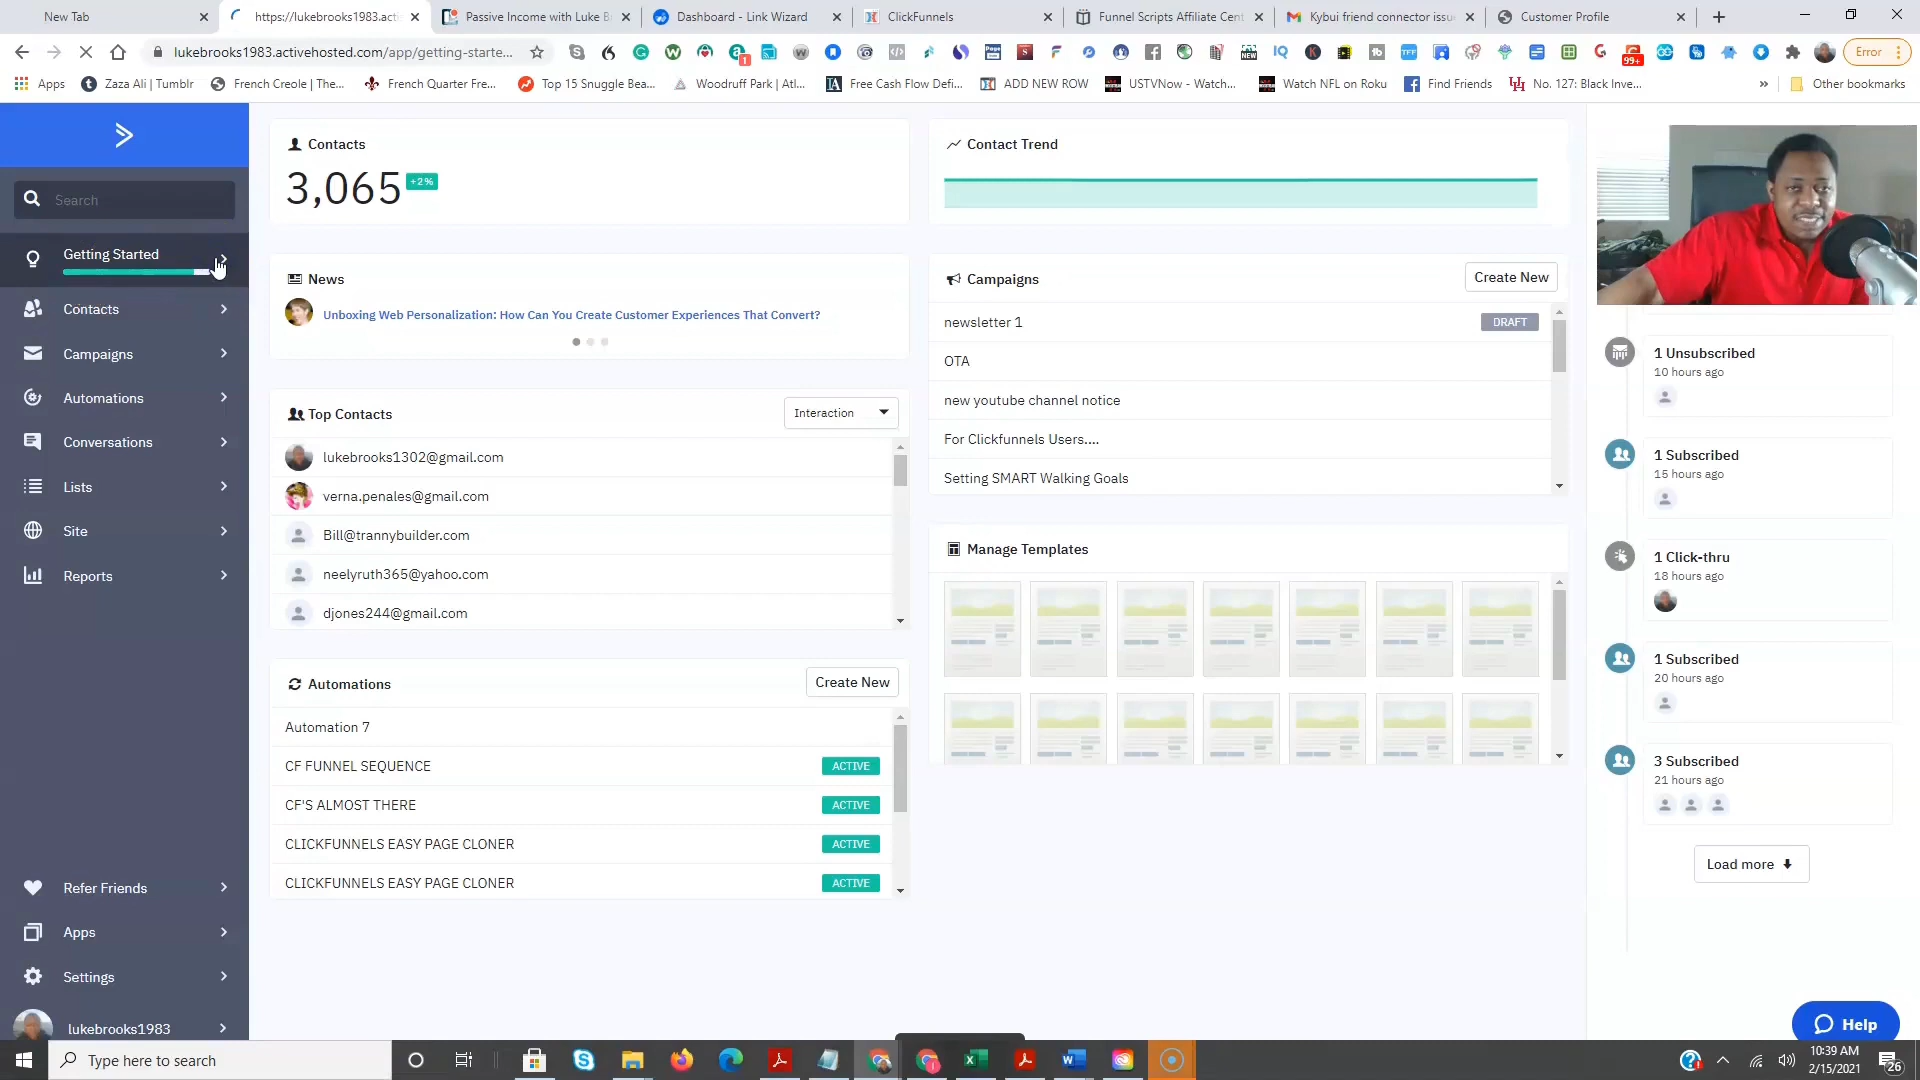 New Tab
https://lukebrooks1983.acti
Passive Income with Luke B
Dashboard - Link Wizard
ClickFunnels
Funnel Scripts Affiliate Cent
Kybui friend connector issu
Customer Profile
lukebrooks1983.activehosted.com/app/getting-starte...
Error
Apps
Zaza Ali | Tumblr
French Creole | The...
French Quarter Fre...
Top 15 Snuggle Bea...
Woodruff Park | Atl...
Free Cash Flow Defi...
ADD NEW ROW
USTVNow - Watch...
Watch NFL on Roku
Find Friends
No. 127: Black Inve...
»
Other bookmarks
Search
Getting Started
Contacts
Campaigns
Automations
Conversations
Lists
Site
Reports
Refer Friends
Apps
Settings
lukebrooks1983
Contacts
3,065 +2%
Contact Trend
News
Unboxing Web Personalization: How Can You Create Customer Experiences That Convert?
Top Contacts
Interaction
lukebrooks1302@gmail.com
verna.penales@gmail.com
Bill@trannybuilder.com
neelyruth365@yahoo.com
djones244@gmail.com
Automations
Create New
Automation 7
CF FUNNEL SEQUENCE ACTIVE
CF'S ALMOST THERE ACTIVE
CLICKFUNNELS EASY PAGE CLONER ACTIVE
CLICKFUNNELS EASY PAGE CLONER ACTIVE
Campaigns
Create New
newsletter 1 DRAFT
OTA
new youtube channel notice
For Clickfunnels Users....
Setting SMART Walking Goals
Manage Templates
1 Unsubscribed
10 hours ago
1 Subscribed
15 hours ago
1 Click-thru
18 hours ago
1 Subscribed
20 hours ago
3 Subscribed
21 hours ago
Load more
Help
Type here to search
10:39 AM
2/15/2021
26